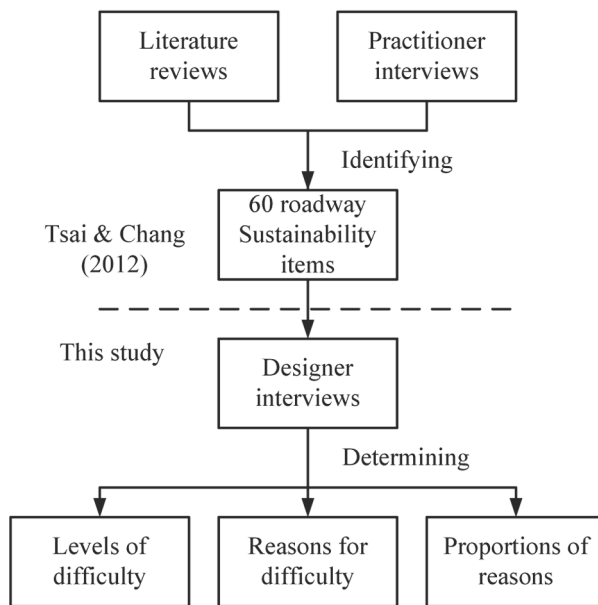 Literature
reviews
Practitioner
interviews
Identifying
60 roadway
Sustainability
items
Tsai & Chang
(2012)
This study
Designer
interviews
Determining
Levels of
difficulty
Reasons for
difficulty
Proportions of
reasons